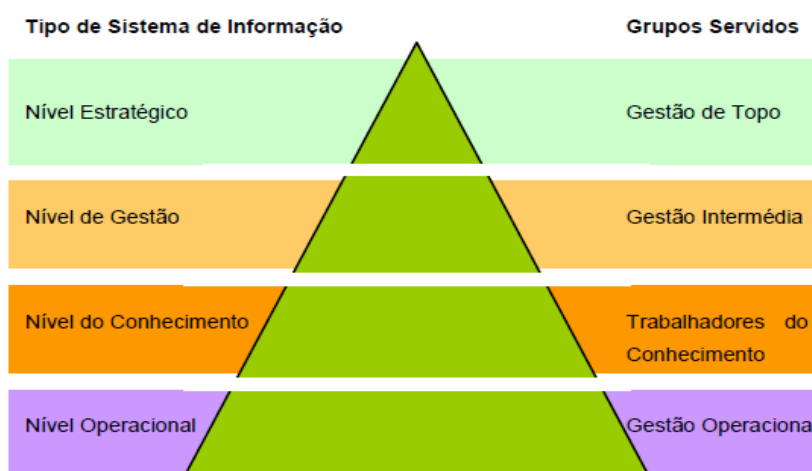 Tipo de Sistema de Informação Grupos Servidos
Nível Estratégico Gestão de Topo
Nível de Gestão Gestão Intermédia
Nível do Conhecimento Trabalhadores do
Conhecimento
Nível Operacional Gestão Operaciona